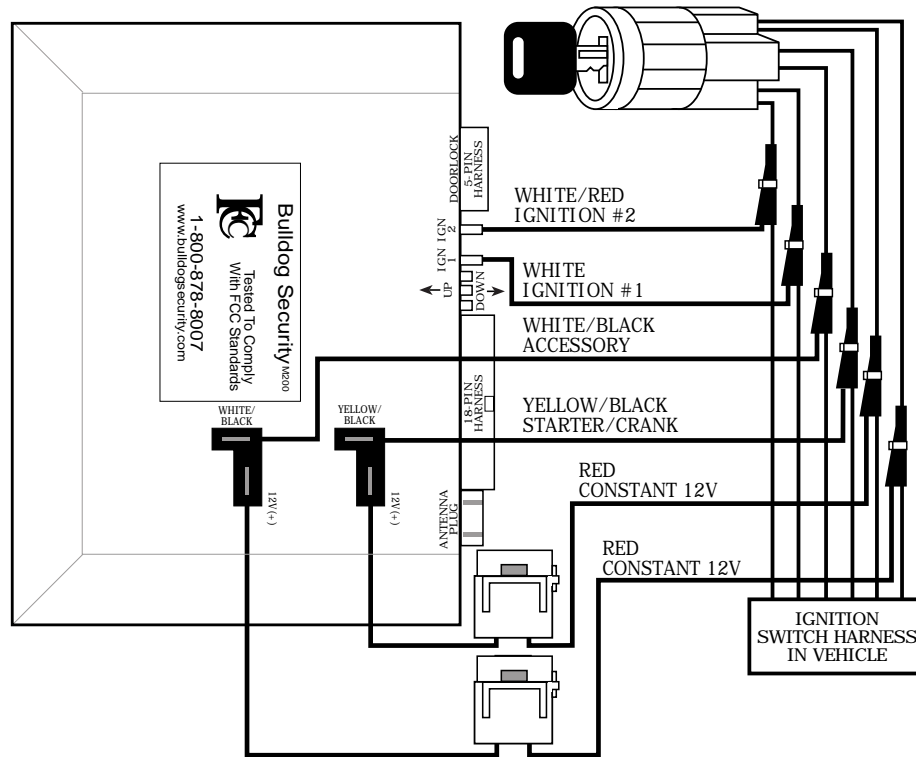 DOORLOCK
5-PIN
HARNESS
WHITE/RED
IGNITION #2
IGN IGN
1 2
WHITE
IGNITION #1
UP
DOWN
WHITE/BLACK
ACCESSORY
Bulldog Security M200
FCC
Tested To Comply
With FCC Standards
1-800-878-8007
www.bulldogsecurity.com
18-PIN
HARNESS
WHITE/
BLACK
YELLOW/
BLACK
YELLOW/BLACK
STARTER/CRANK
12V(+)
12V(+)
ANTENNA
PLUG
RED
CONSTANT 12V
RED
CONSTANT 12V
IGNITION
SWITCH HARNESS
IN VEHICLE